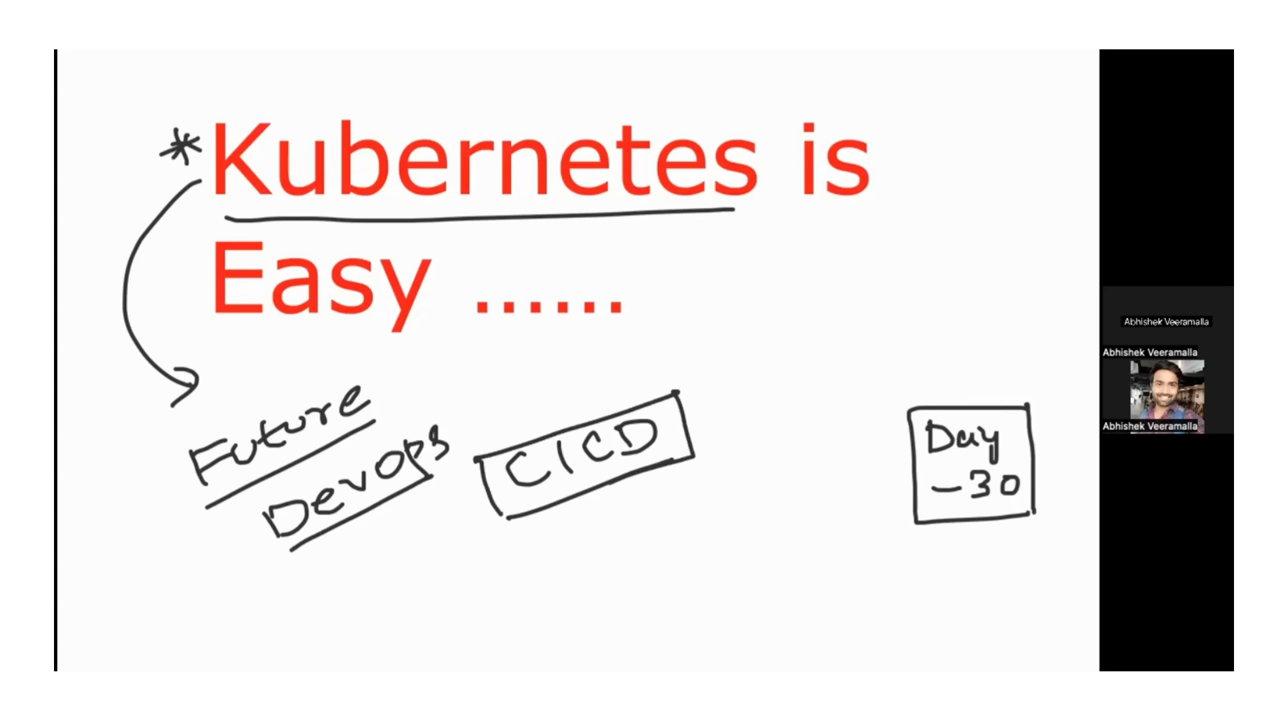 *Kubernetes is
Easy ......
Future
Devops
CICD
Day
-30
Abhishek Veeramalla
Abhishek Veeramalla
Abhishek Veeramalla